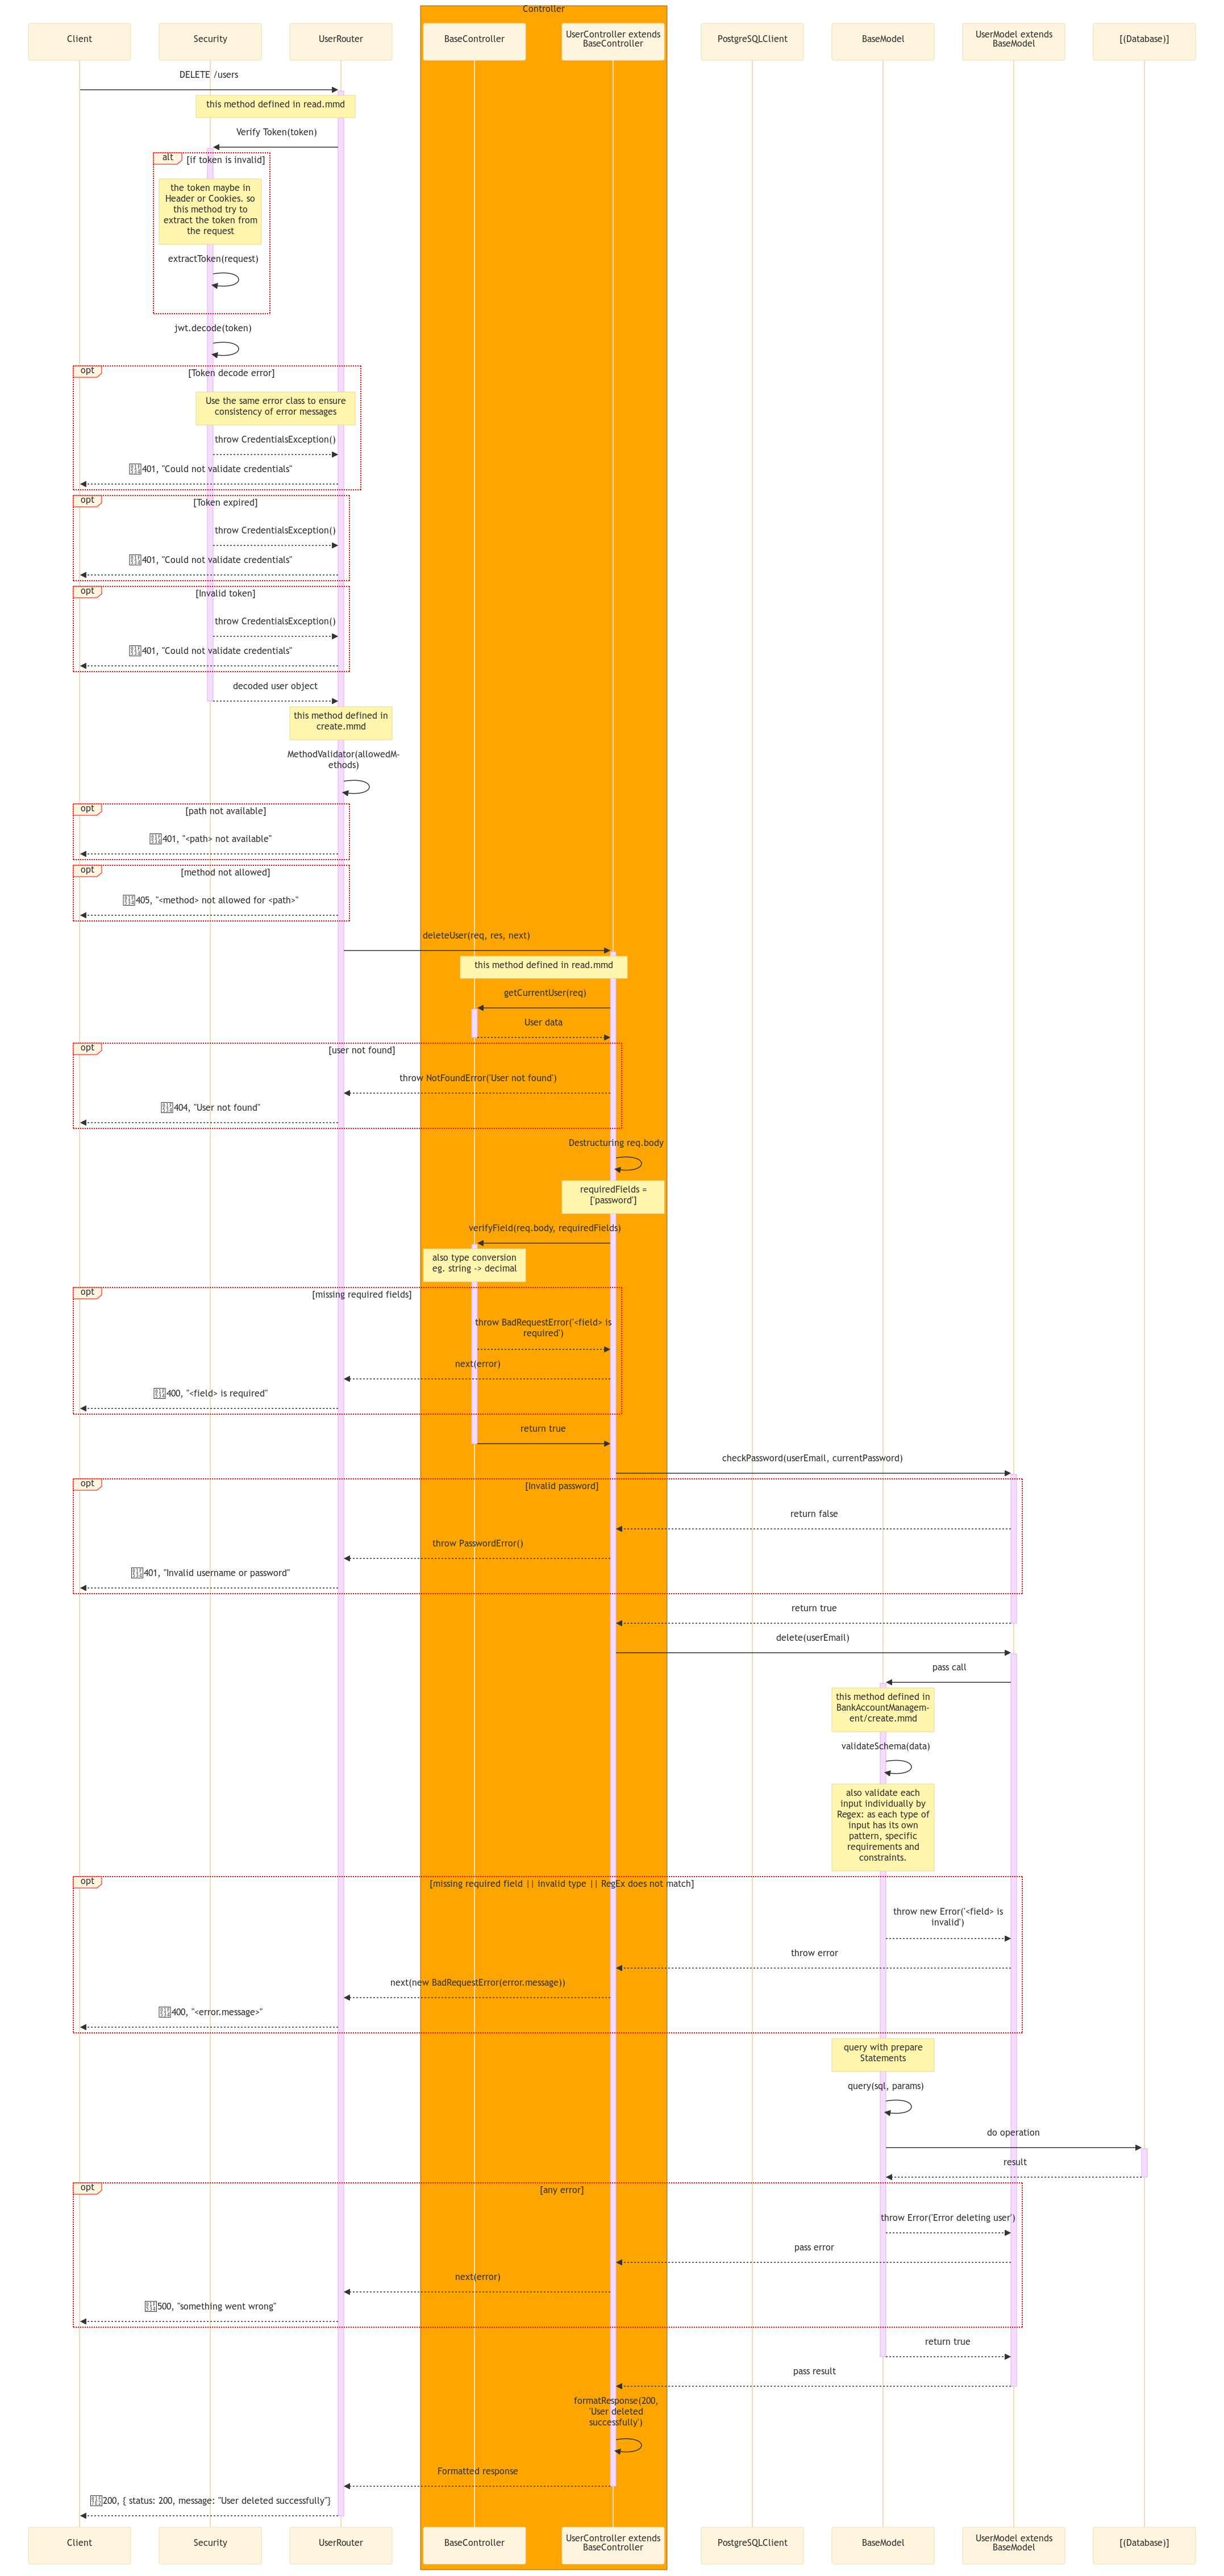 Controller
Client
Security
UserRouter
BaseController
UserController extends
BaseController
PostgreSQLClient
BaseModel
UserModel extends
BaseModel
[(Database)]
DELETE /users
this method defined in read.mmd
Verify Token(token)
alt
[if token is invalid]
the token maybe in
Header or Cookies. so
this method try to
extract the token from
the request
extractToken(request)
jwt.decode(token)
opt
[Token decode error]
Use the same error class to ensure
consistency of error messages
throw CredentialsException()
401, "Could not validate credentials"
opt
[Token expired]
throw CredentialsException()
401, "Could not validate credentials"
opt
[Invalid token]
throw CredentialsException()
401, "Could not validate credentials"
decoded user object
this method defined in
create.mmd
MethodValidator(allowedM-
ethods)
opt
[path not available]
401, "<path> not available"
opt
[method not allowed]
405, "<method> not allowed for <path>"
deleteUser(req, res, next)
this method defined in read.mmd
getCurrentUser(req)
User data
opt
[user not found]
throw NotFoundError('User not found')
404, "User not found"
Destructuring req.body
requiredFields =
['password']
verifyField(req.body, requiredFields)
also type conversion
eg. string -> decimal
opt
[missing required fields]
throw BadRequestError('<field> is
required')
next(error)
400, "<field> is required"
return true
checkPassword(userEmail, currentPassword)
opt
[Invalid password]
return false
throw PasswordError()
401, "Invalid username or password"
return true
delete(userEmail)
pass call
this method defined in
BankAccountManagem-
ent/create.mmd
validateSchema(data)
also validate each
input individually by
Regex: as each type of
input has its own
pattern, specific
requirements and
constraints.
opt
[missing required field || invalid type || RegEx does not match]
throw new Error('<field> is
invalid')
throw error
next(new BadRequestError(error.message))
400, "<error.message>"
query with prepare
Statements
query(sql, params)
do operation
result
opt
[any error]
throw Error('Error deleting user')
pass error
next(error)
500, "something went wrong"
return true
pass result
formatResponse(200,
'User deleted
successfully')
Formatted response
200, { status: 200, message: "User deleted successfully"}
Client
Security
UserRouter
BaseController
UserController extends
BaseController
PostgreSQLClient
BaseModel
UserModel extends
BaseModel
[(Database)]